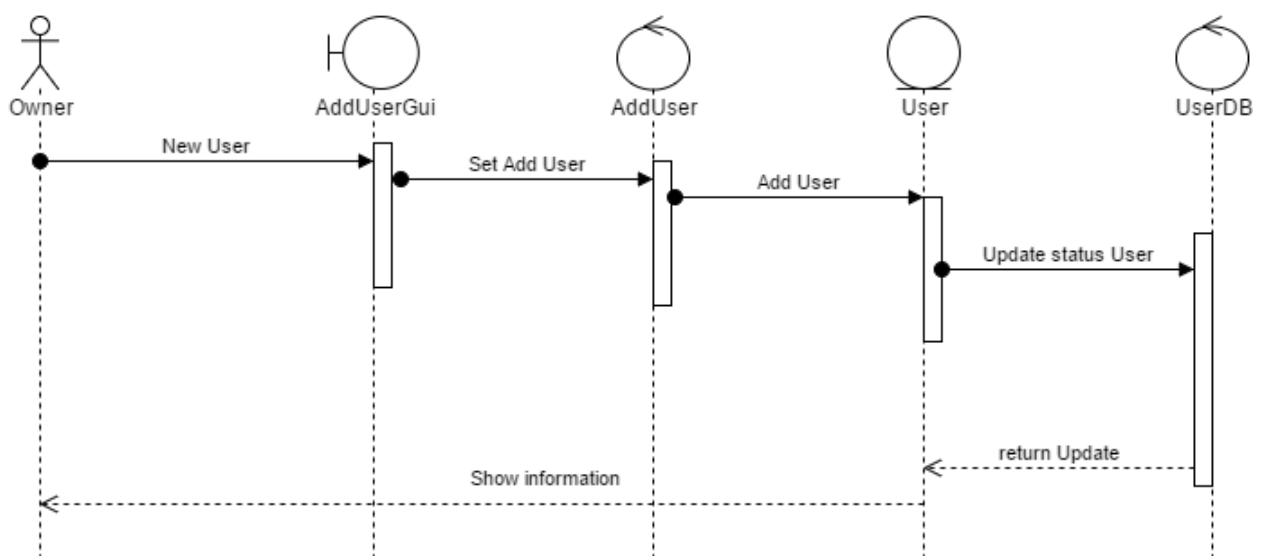 Owner
AddUserGui
AddUser
User
UserDB
New User
Set Add User
Add User
Update status User
return Update
Show information